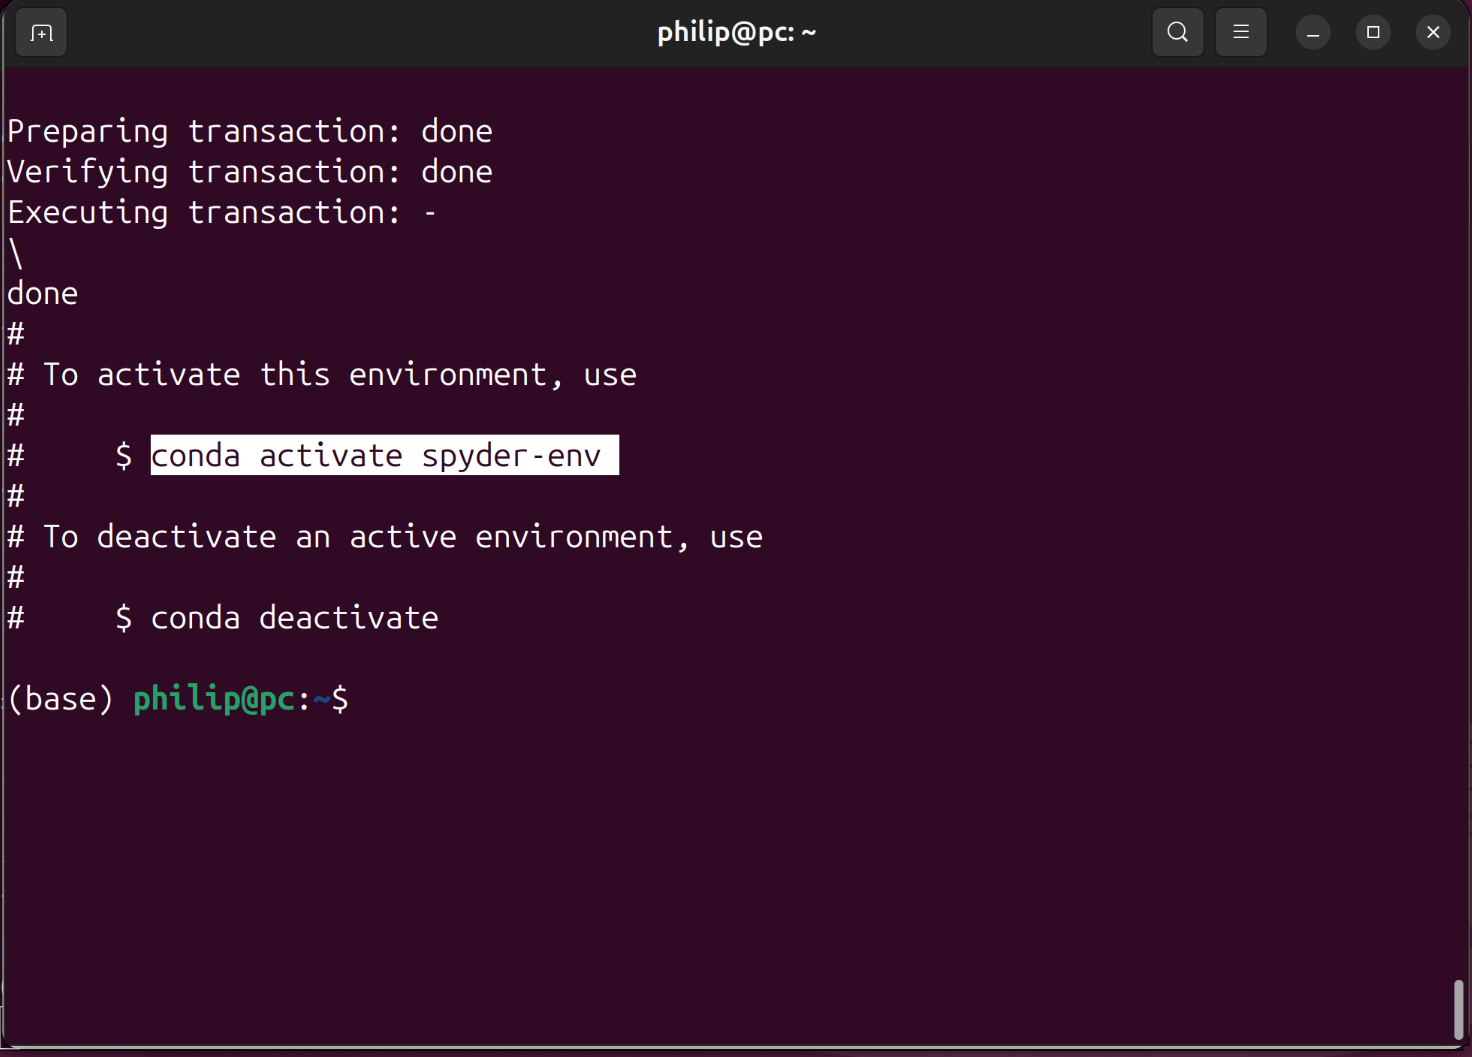 philip@pc: ~
Preparing transaction: done
Verifying transaction: done
Executing transaction: -
\
done
#
# To activate this environment, use
#
#     $ conda activate spyder-env
#
# To deactivate an active environment, use
#
#     $ conda deactivate
(base) philip@pc:~$